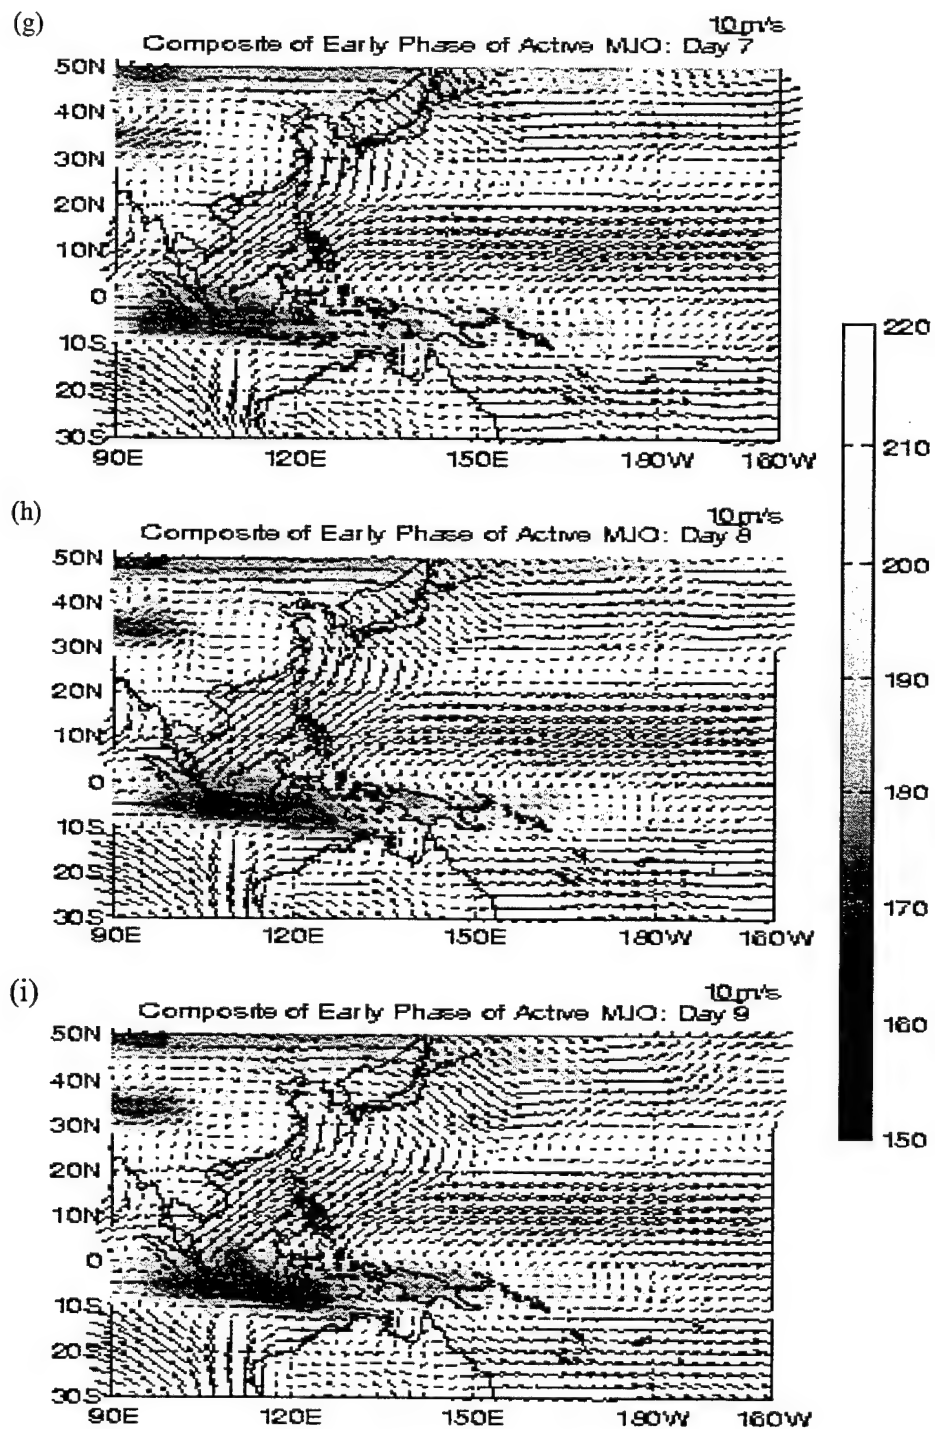 (g)
10 m/s
Composite of Early Phase of Active MJO: Day 7
50N
40N
30N
20N
10N
0
10S
20S
30S
90E 120E 150E 180W 160W
(h)
10 m/s
Composite of Early Phase of Active MJO: Day 8
50N
40N
30N
20N
10N
0
10S
20S
30S
90E 120E 150E 180W 160W
(i)
10 m/s
Composite of Early Phase of Active MJO: Day 9
50N
40N
30N
20N
10N
0
10S
20S
30S
90E 120E 150E 180W 160W
220
210
200
190
180
170
160
150